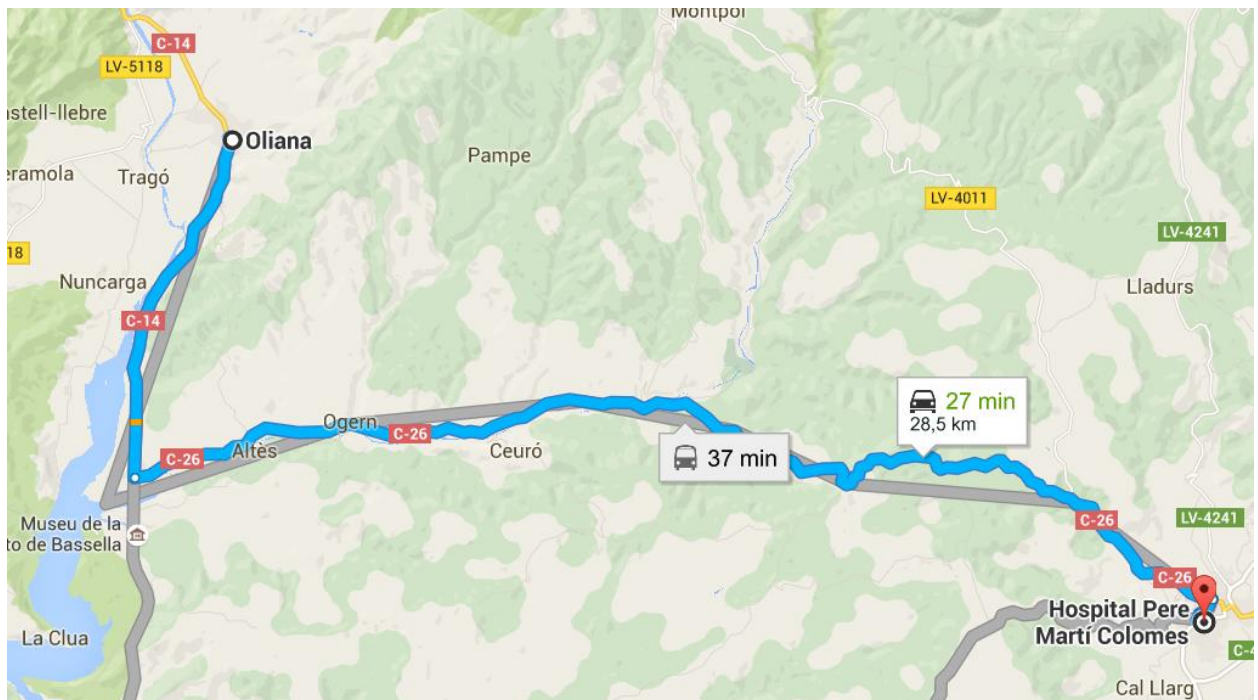 Montpol
C-14
LV-5118
astell-llebre
Oliana
Pampe
eramola
Tragó
LV-4011
18
LV-4241
Nuncarga
Lladurs
C-14
27 min
28,5 km
Ogern
C-26
Altès
Ceuró
C-26
37 min
Museu de la
to de Bassella
C-26
LV-4241
C-26
Hospital Pere
Martí Colomes
La Clua
C-4
Cal Llarg